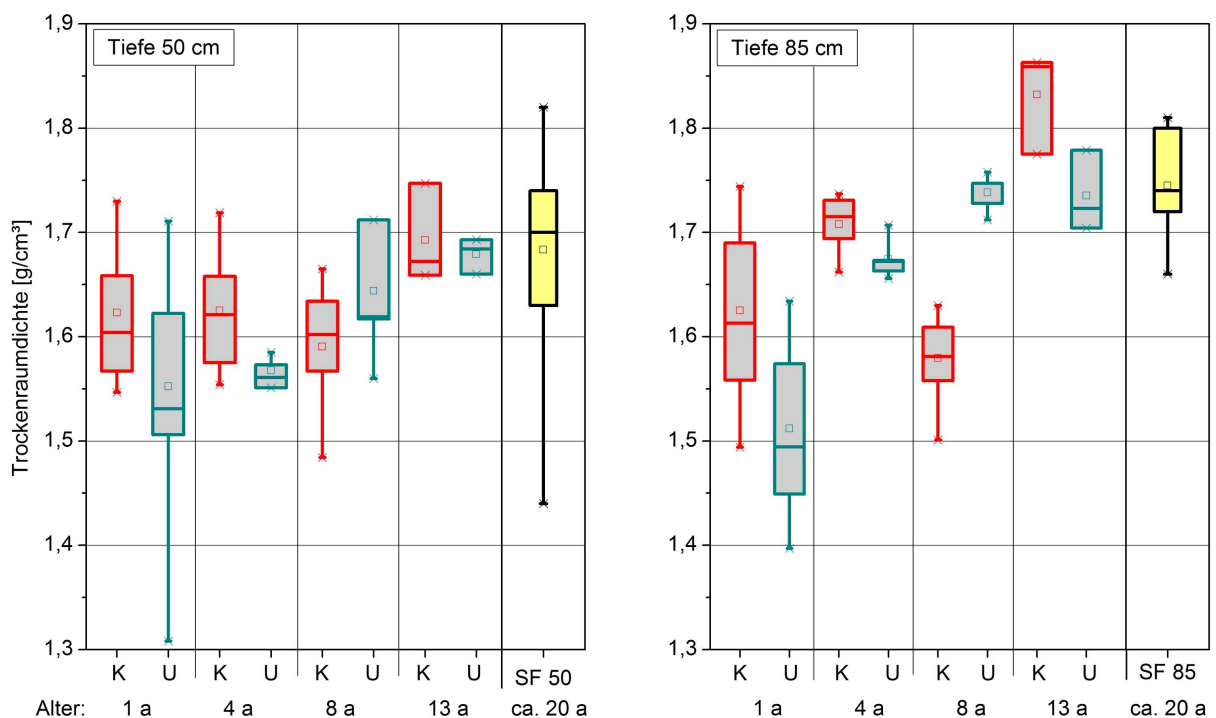 Tiefe 50 cm
Trockenraumdichte [g/cm³]
1,9
1,8
1,7
1,6
1,5
1,4
1,3
K U K U K U K U SF 50
Alter: 1 a 4 a 8 a 13 a ca. 20 a
Tiefe 85 cm
1,9
1,8
1,7
1,6
1,5
1,4
1,3
K U K U K U K U SF 85
1 a 4 a 8 a 13 a ca. 20 a